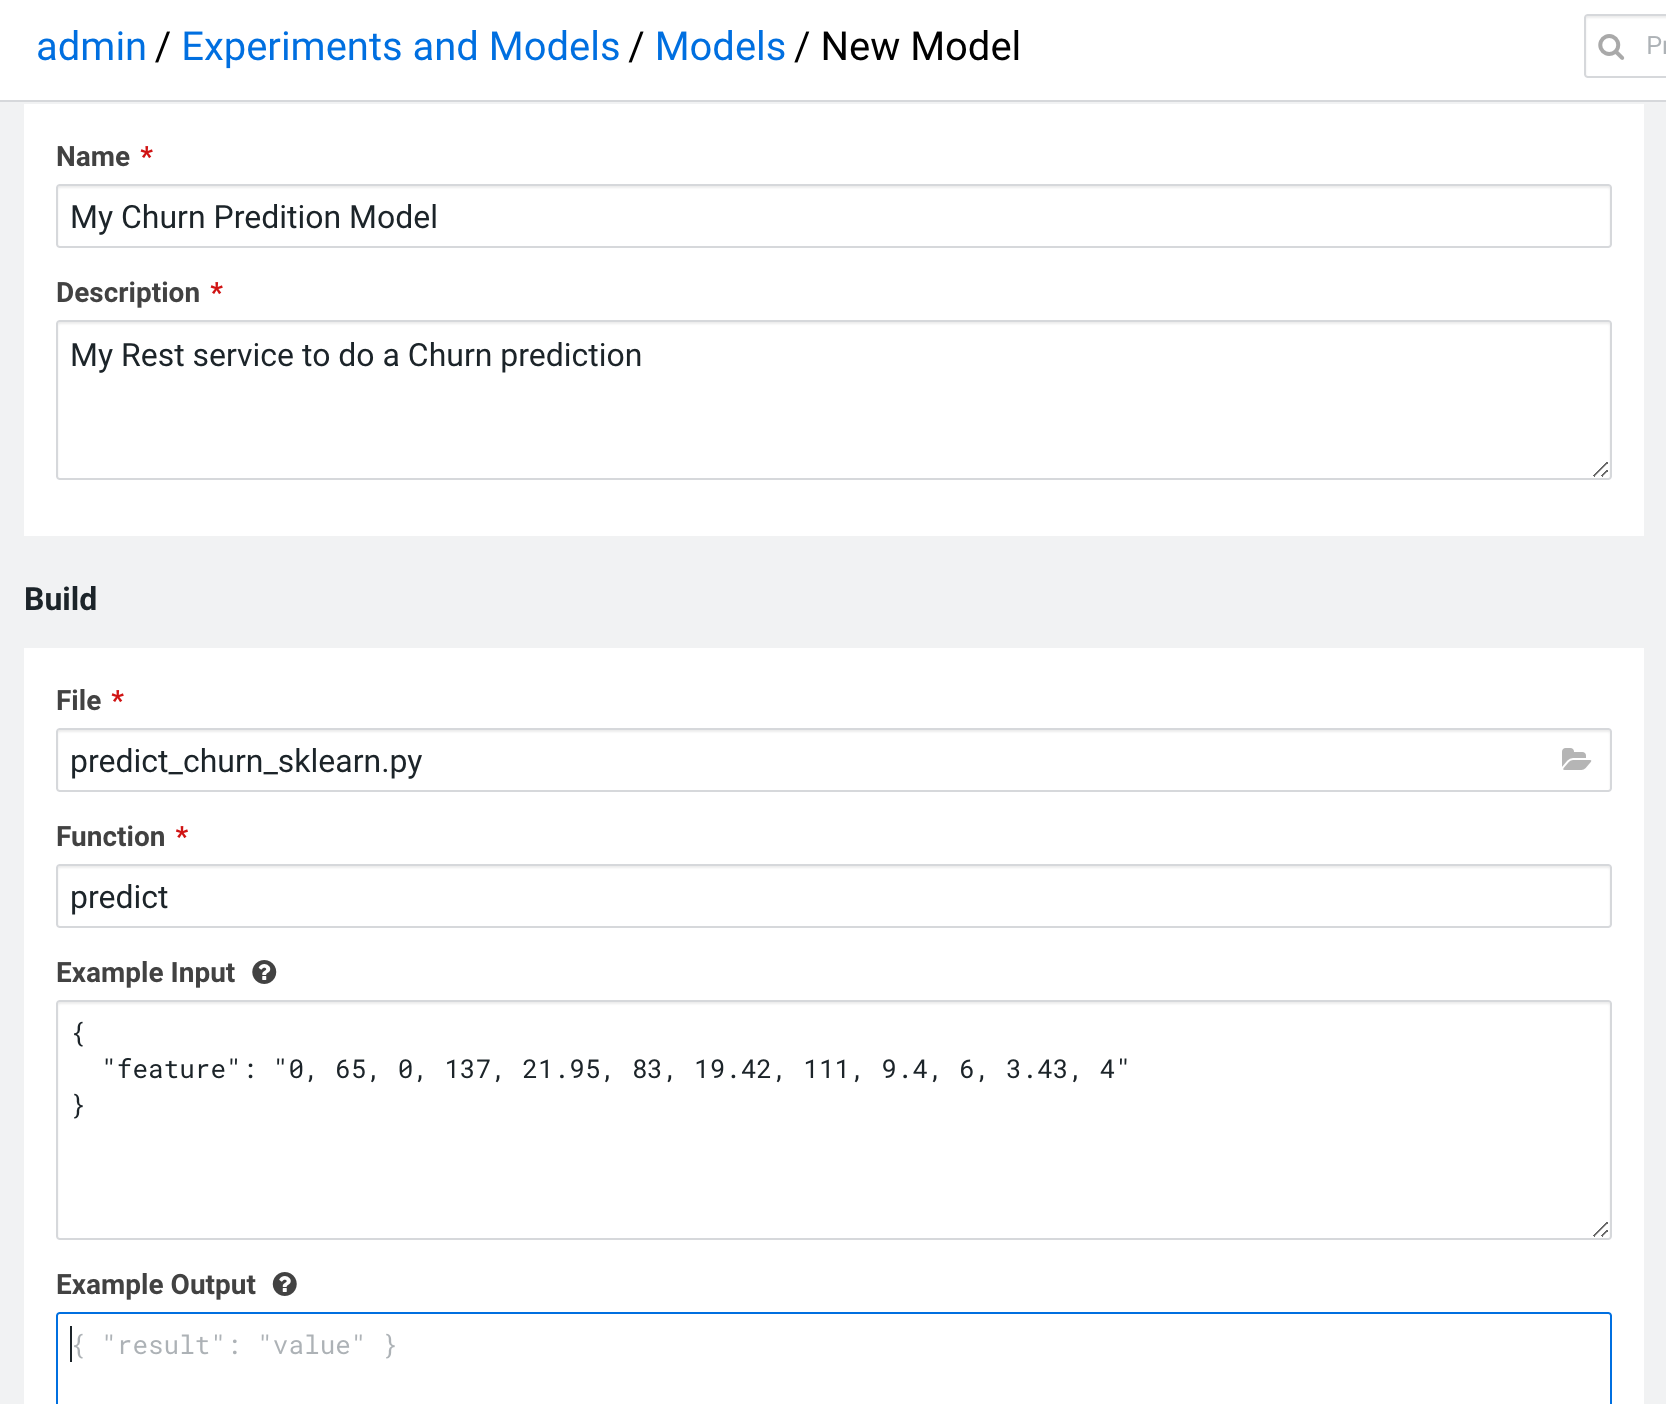 admin / Experiments and Models / Models / New Model
Name *
My Churn Predition Model
Description *
My Rest service to do a Churn prediction
Build
File *
predict_churn_sklearn.py
Function *
predict
Example Input
{
"feature": "0, 65, 0, 137, 21.95, 83, 19.42, 111, 9.4, 6, 3.43, 4"
}
Example Output
{ "result": "value" }